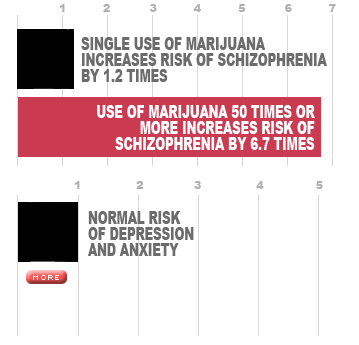 1 2 3 4 5 6 7
SINGLE USE OF MARIJUANA
INCREASES RISK OF SCHIZOPHRENIA
BY 1.2 TIMES
USE OF MARIJUANA 50 TIMES OR
MORE INCREASES RISK OF
SCHIZOPHRENIA BY 6.7 TIMES
1 2 3 4 5
NORMAL RISK
OF DEPRESSION
AND ANXIETY
MORE